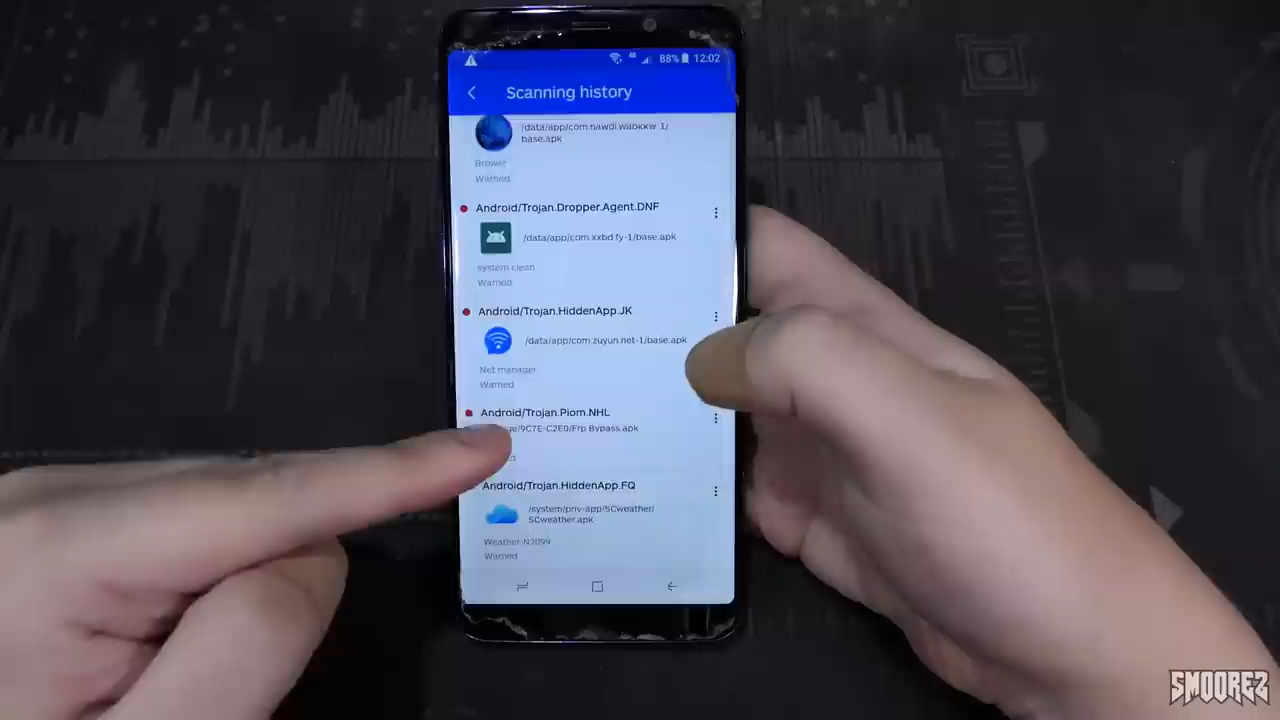 4G 88% 12:02
Scanning history
/data/app/com.nawdi.wabkkw-1/
base.apk
Brower
Warned
Android/Trojan.Dropper.Agent.DNF
/data/app/com.xxbd.fy-1/base.apk
system clean
Warned
Android/Trojan.HiddenApp.JK
/data/app/com.zuyun.net-1/base.apk
Net manager
Warned
Android/Trojan.Piom.NHL
/9C7E-C2E0/Frp Bypass.apk
Android/Trojan.HiddenApp.FQ
/system/priv-app/SCweather/
SCweather.apk
Weather-N2099
Warned
SMOOREZ